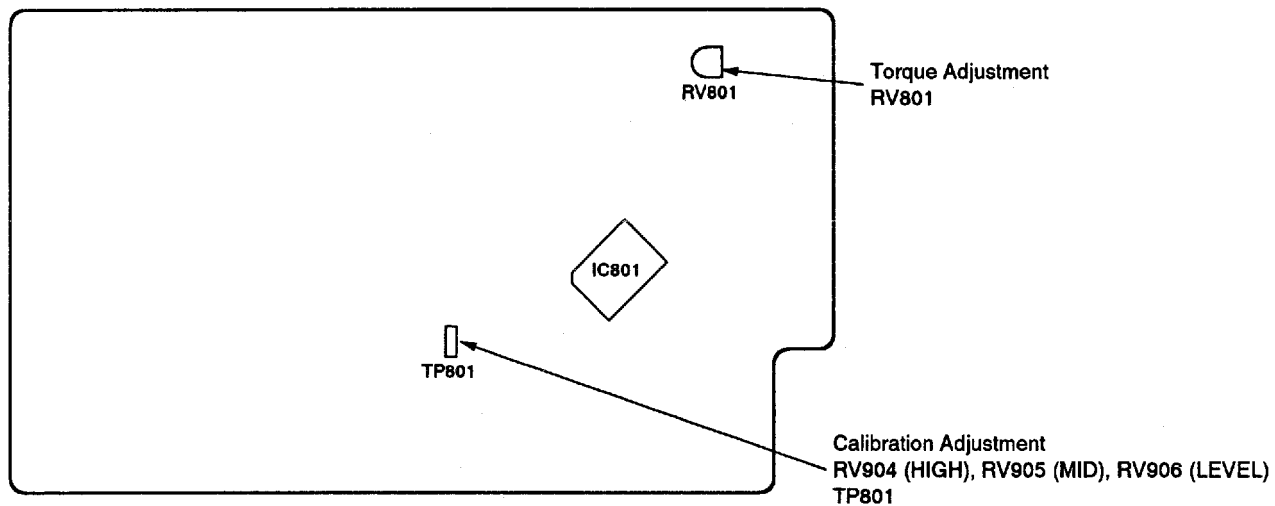 RV801
Torque Adjustment
RV801
IC801
TP801
Calibration Adjustment
RV904 (HIGH), RV905 (MID), RV906 (LEVEL)
TP801